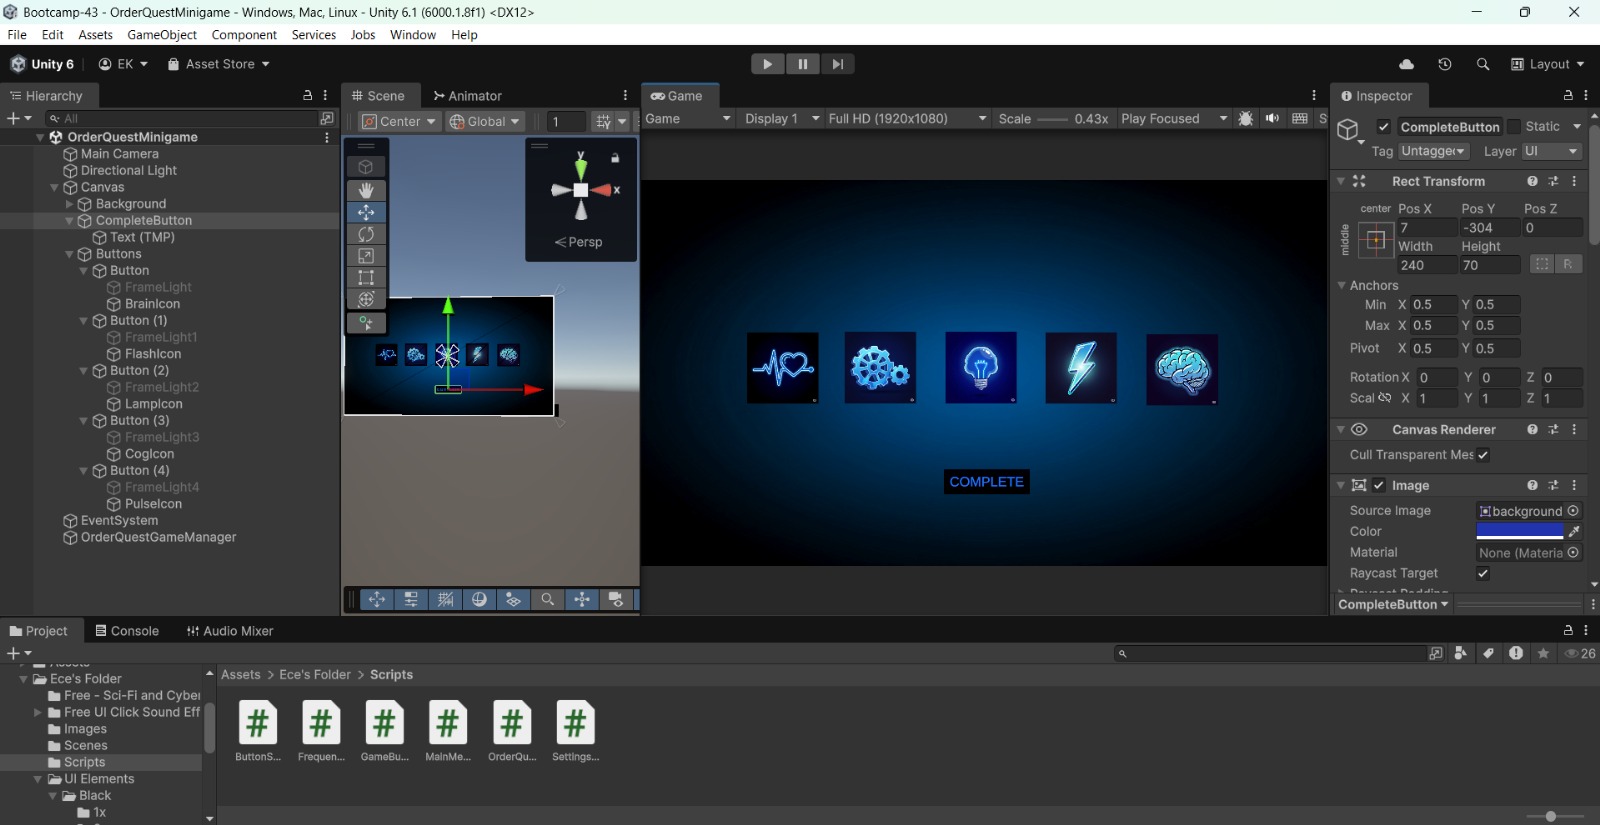 Bootcamp-43 - OrderQuestMinigame - Windows, Mac, Linux - Unity 6.1 (6000.1.8f1) <DX12>
File Edit Assets GameObject Component Services Jobs Window Help
Unity 6 EK Asset Store Layout
Hierarchy
All
OrderQuestMinigame
Main Camera
Directional Light
Canvas
Background
CompleteButton
Text (TMP)
Buttons
Button
FrameLight
BrainIcon
Button (1)
FrameLight1
FlashIcon
Button (2)
FrameLight2
LampIcon
Button (3)
FrameLight3
CogIcon
Button (4)
FrameLight4
PulseIcon
EventSystem
OrderQuestGameManager
Scene Animator
Center Global 1
y
x
Persp
Game
Game Display 1 Full HD (1920x1080) Scale 0.43x Play Focused S
COMPLETE
Inspector
CompleteButton Static
Tag Untagge Layer UI
Rect Transform
center Pos X Pos Y Pos Z
middle
7 -304 0
Width Height
240 70 R
Anchors
Min X 0.5 Y 0.5
Max X 0.5 Y 0.5
Pivot X 0.5 Y 0.5
Rotation X 0 Y 0 Z 0
Scal X 1 Y 1 Z 1
Canvas Renderer
Cull Transparent Mes
Image
Source Image background
Color
Material None (Materia
Raycast Target
CompleteButton
Project Console Audio Mixer
26
Ece's Folder
Free - Sci-Fi and Cyber
Free UI Click Sound Eff
Images
Scenes
Scripts
UI Elements
Black
1x
Assets > Ece's Folder > Scripts
ButtonS... Frequen... GameBu... MainMe... OrderQu... Settings...